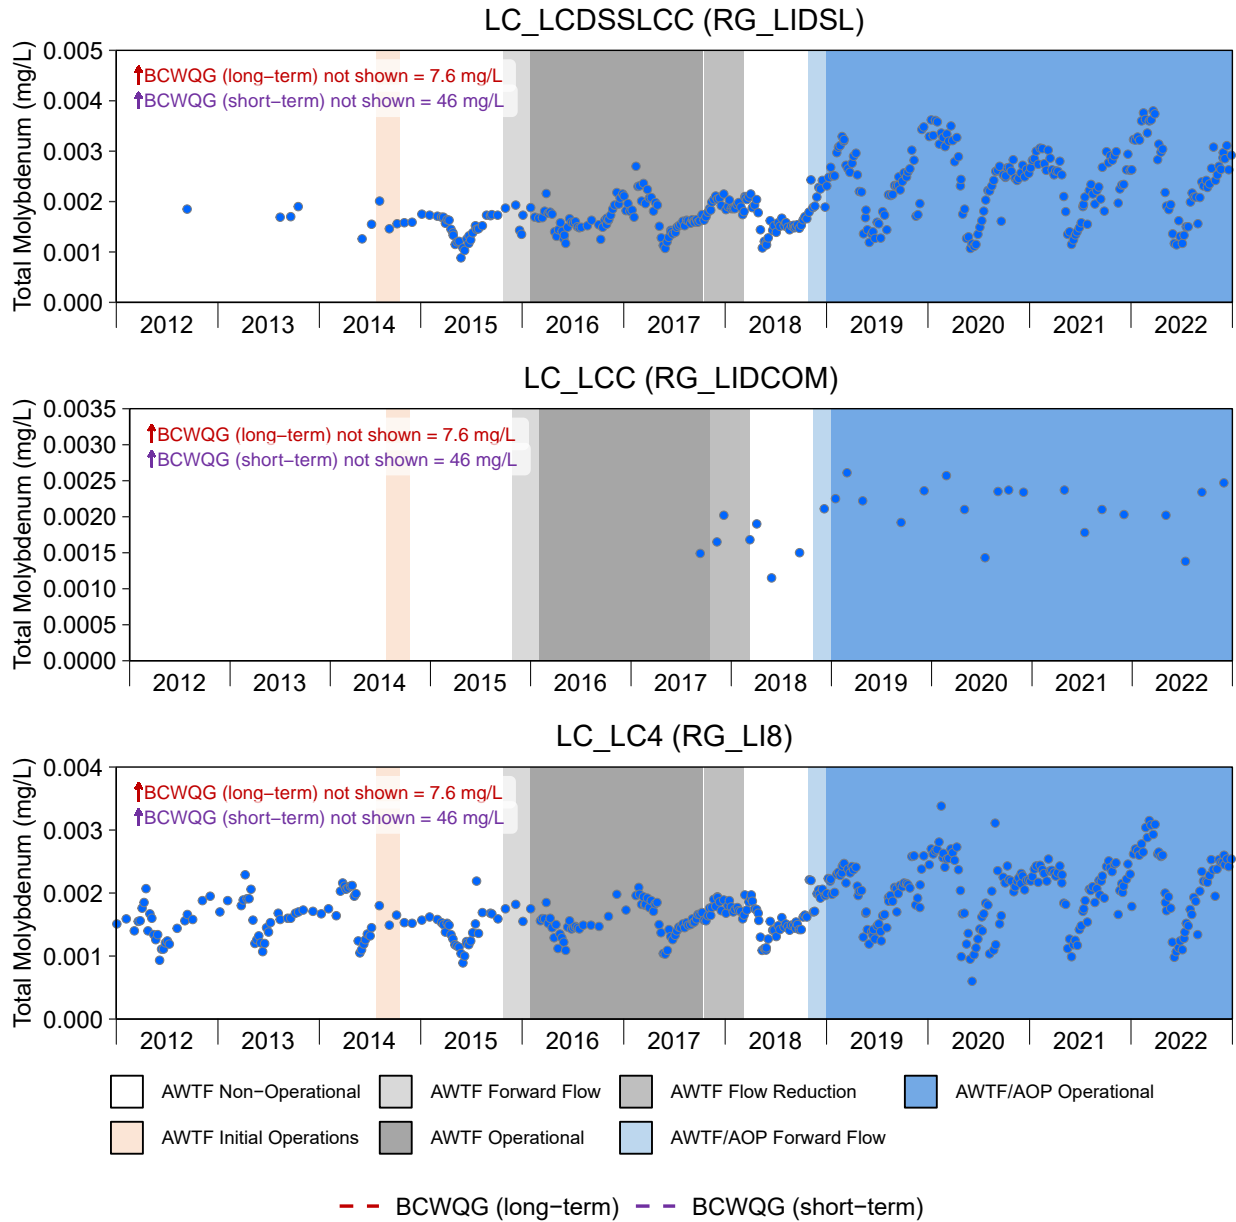 LC_LCDSSLCC (RG_LIDSL)
Total Molybdenum (mg/L)
0.005
0.004
0.003
0.002
0.001
0.000
BCWQG (long−term) not shown = 7.6 mg/L
BCWQG (short−term) not shown = 46 mg/L
2012 2013 2014 2015 2016 2017 2018 2019 2020 2021 2022
LC_LCC (RG_LIDCOM)
Total Molybdenum (mg/L)
0.0035
0.0030
0.0025
0.0020
0.0015
0.0010
0.0005
0.0000
BCWQG (long−term) not shown = 7.6 mg/L
BCWQG (short−term) not shown = 46 mg/L
2012 2013 2014 2015 2016 2017 2018 2019 2020 2021 2022
LC_LC4 (RG_LI8)
Total Molybdenum (mg/L)
0.004
0.003
0.002
0.001
0.000
BCWQG (long−term) not shown = 7.6 mg/L
BCWQG (short−term) not shown = 46 mg/L
2012 2013 2014 2015 2016 2017 2018 2019 2020 2021 2022
AWTF Non−Operational AWTF Forward Flow AWTF Flow Reduction AWTF/AOP Operational
AWTF Initial Operations AWTF Operational AWTF/AOP Forward Flow
BCWQG (long−term) BCWQG (short−term)